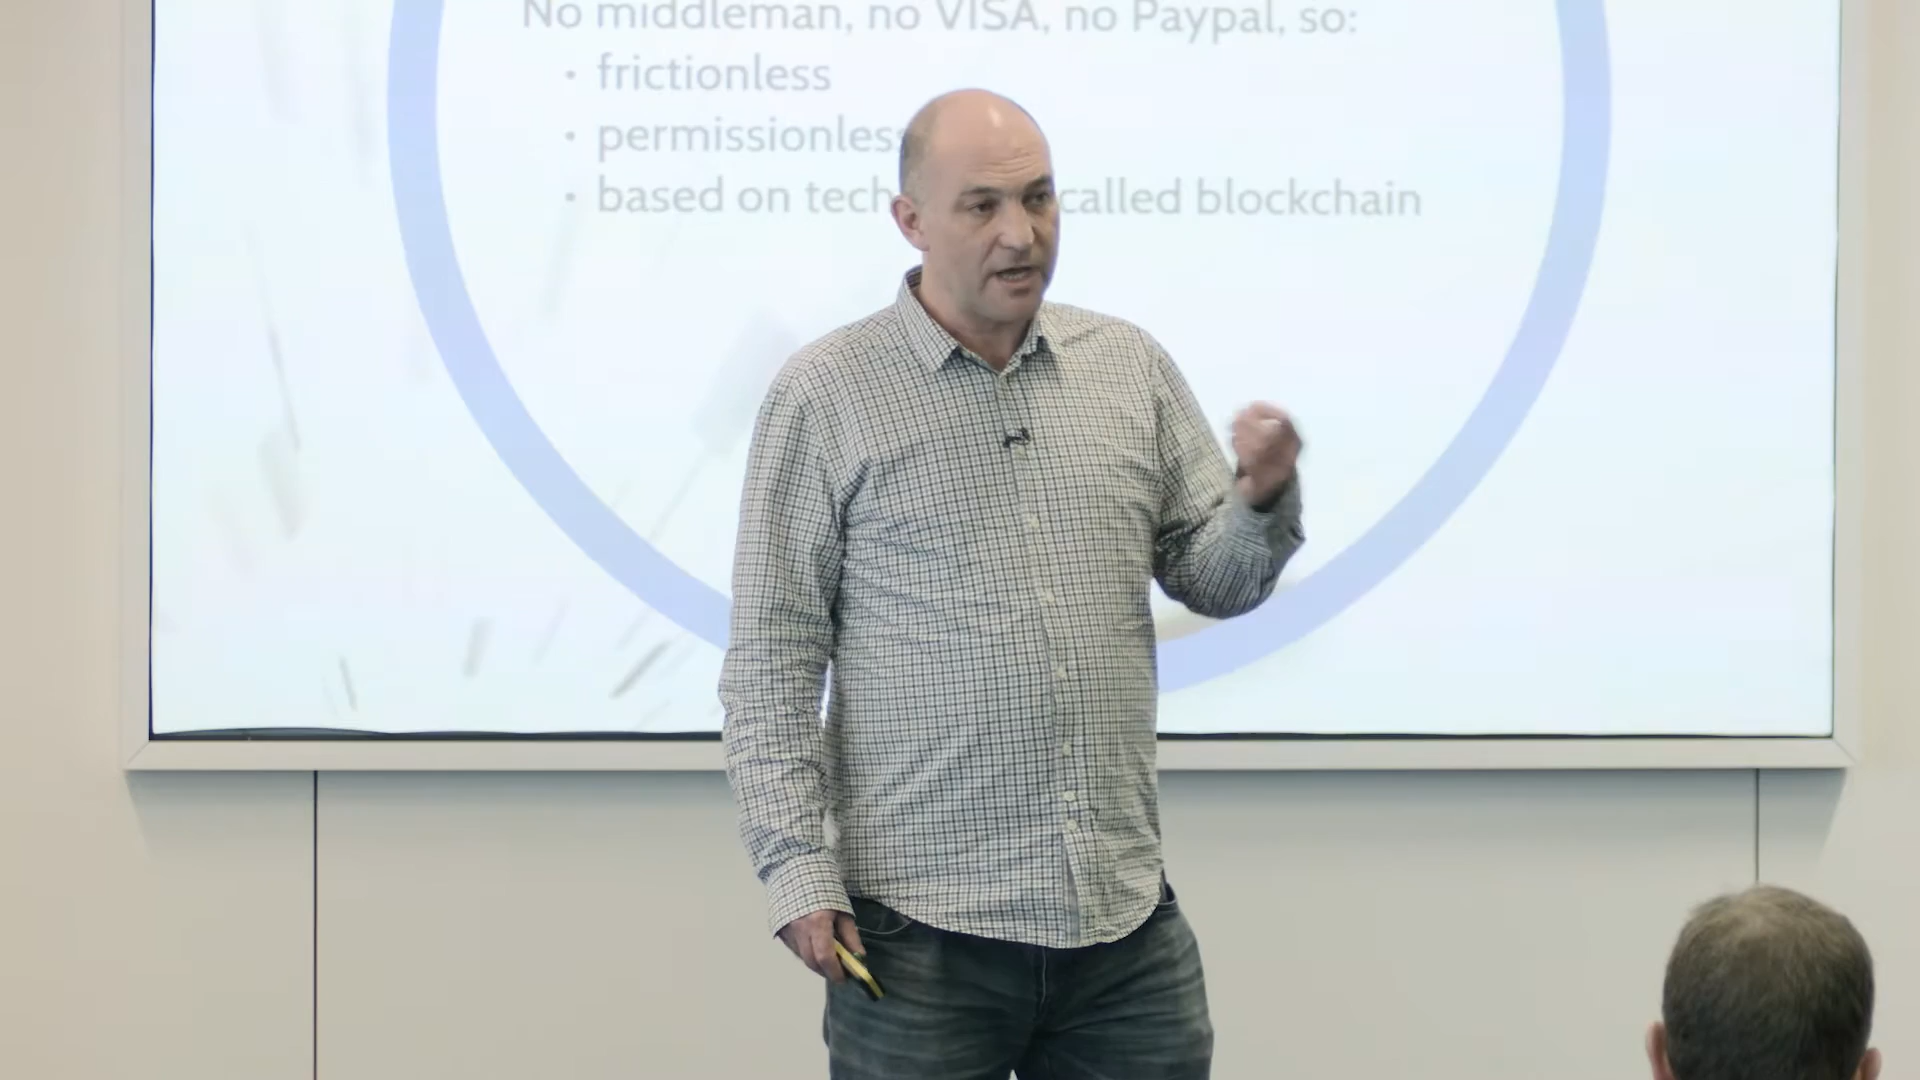 No middleman, no VISA, no Paypal, so:
• frictionless
• permissionless
• based on tech called blockchain